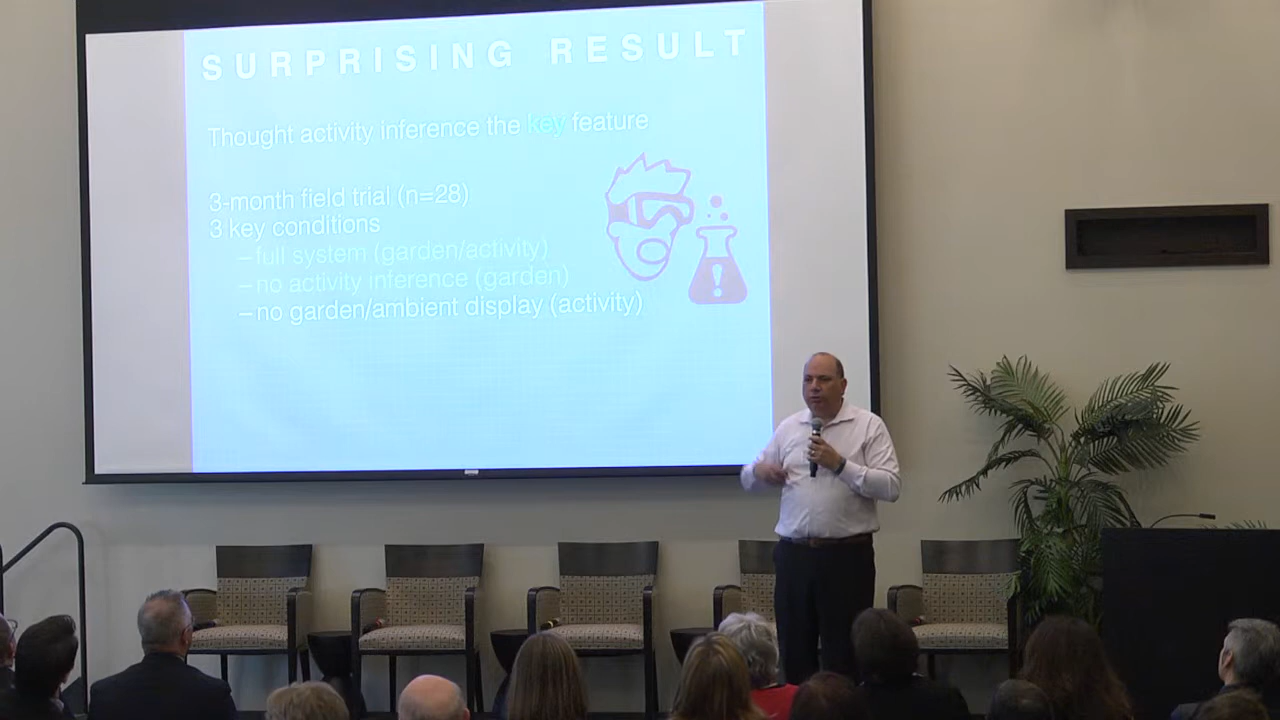 SURPRISING RESULT
Thought activity inference the key feature
3-month field trial (n=28)
3 key conditions
–full system (garden/activity)
–no activity inference (garden)
–no garden/ambient display (activity)
!